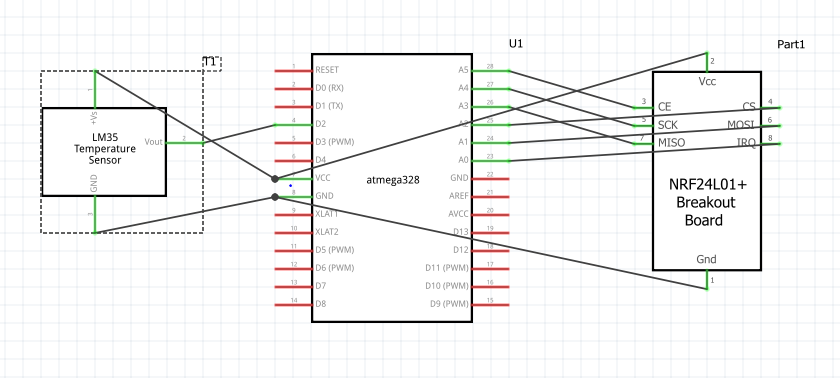 T1
1
+Vs
LM35
Temperature
Sensor
Vout
2
GND
3
U1
1 RESET
2 D0 (RX)
3 D1 (TX)
4 D2
5 D3 (PWM)
6 D4
VCC
8 GND
9 XLAT1
10 XLAT2
11 D5 (PWM)
12 D6 (PWM)
13 D7
14 D8
atmega328
A5 28
A4 27
A3 26
A2 25
A1 24
A0 23
GND 22
AREF 21
AVCC 20
D13 19
D12 18
D11 (PWM) 17
D10 (PWM) 16
D9 (PWM) 15
Part1
2
Vcc
3 CE
5 SCK
7 MISO
CS 4
MOSI 6
IRQ 8
NRF24L01+
Breakout
Board
Gnd
1